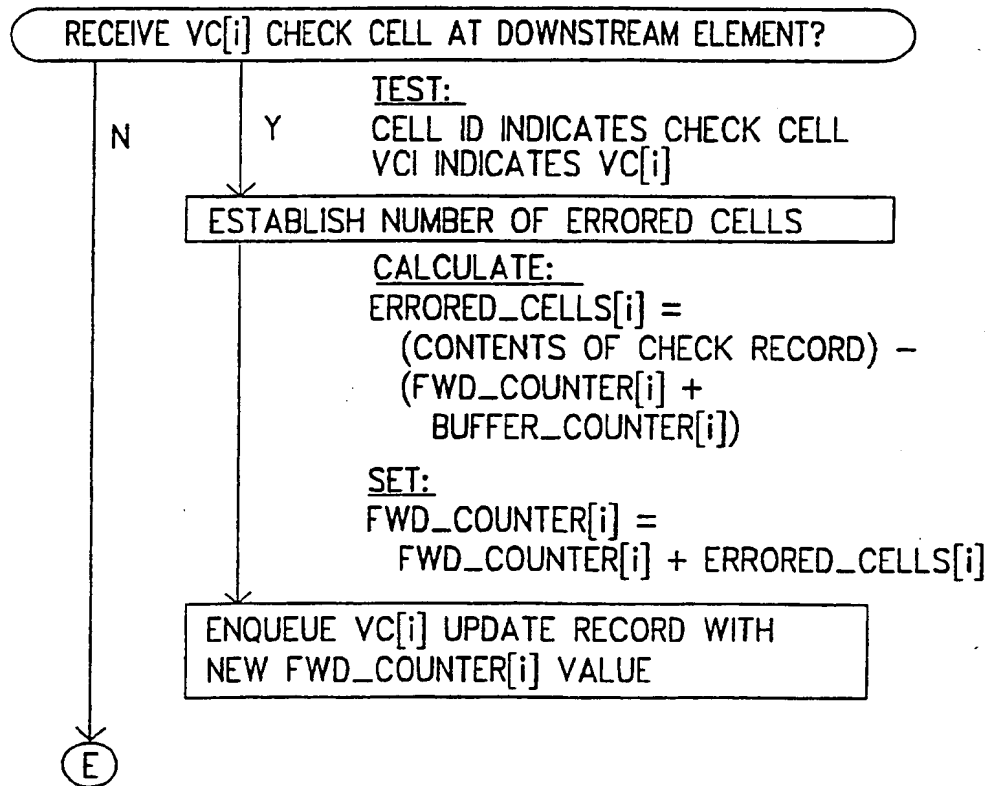 RECEIVE VC[i] CHECK CELL AT DOWNSTREAM ELEMENT?
N
Y
TEST:
CELL ID INDICATES CHECK CELL
VCI INDICATES VC[i]
ESTABLISH NUMBER OF ERRORED CELLS
CALCULATE:
ERRORED_CELLS[i] =
(CONTENTS OF CHECK RECORD) –
(FWD_COUNTER[i] +
BUFFER_COUNTER[i])
SET:
FWD_COUNTER[i] =
FWD_COUNTER[i] + ERRORED_CELLS[i]
ENQUEUE VC[i] UPDATE RECORD WITH
NEW FWD_COUNTER[i] VALUE
E